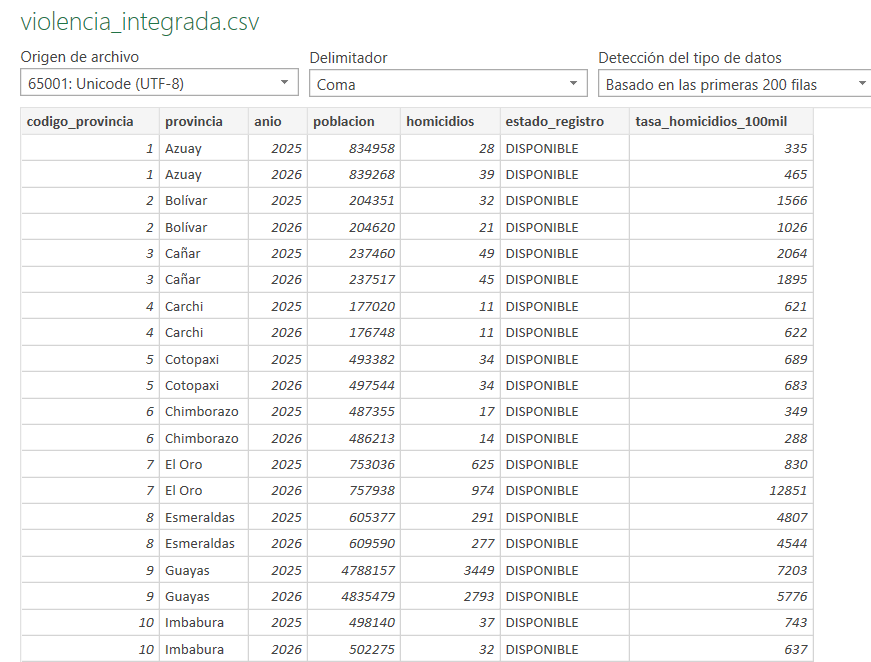 violencia_integrada.csv
Origen de archivo Delimitador Detección del tipo de datos
65001: Unicode (UTF-8) Coma Basado en las primeras 200 filas
codigo_provincia provincia anio poblacion homicidios estado_registro tasa_homicidios_100mil
1 Azuay 2025 834958 28 DISPONIBLE 335
1 Azuay 2026 839268 39 DISPONIBLE 465
2 Bolívar 2025 204351 32 DISPONIBLE 1566
2 Bolívar 2026 204620 21 DISPONIBLE 1026
3 Cañar 2025 237460 49 DISPONIBLE 2064
3 Cañar 2026 237517 45 DISPONIBLE 1895
4 Carchi 2025 177020 11 DISPONIBLE 621
4 Carchi 2026 176748 11 DISPONIBLE 622
5 Cotopaxi 2025 493382 34 DISPONIBLE 689
5 Cotopaxi 2026 497544 34 DISPONIBLE 683
6 Chimborazo 2025 487355 17 DISPONIBLE 349
6 Chimborazo 2026 486213 14 DISPONIBLE 288
7 El Oro 2025 753036 625 DISPONIBLE 830
7 El Oro 2026 757938 974 DISPONIBLE 12851
8 Esmeraldas 2025 605377 291 DISPONIBLE 4807
8 Esmeraldas 2026 609590 277 DISPONIBLE 4544
9 Guayas 2025 4788157 3449 DISPONIBLE 7203
9 Guayas 2026 4835479 2793 DISPONIBLE 5776
10 Imbabura 2025 498140 37 DISPONIBLE 743
10 Imbabura 2026 502275 32 DISPONIBLE 637